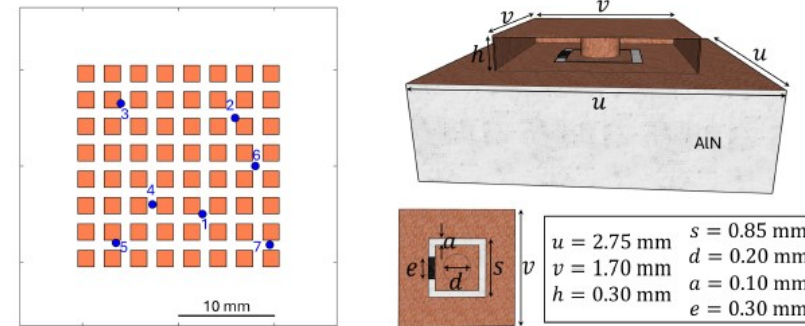 3
2
6
4
1
5
7
10 mm
v
v
h
u
u
AlN
a
e
d
s
v
u = 2.75 mm
v = 1.70 mm
h = 0.30 mm
s = 0.85 mm
d = 0.20 mm
a = 0.10 mm
e = 0.30 mm